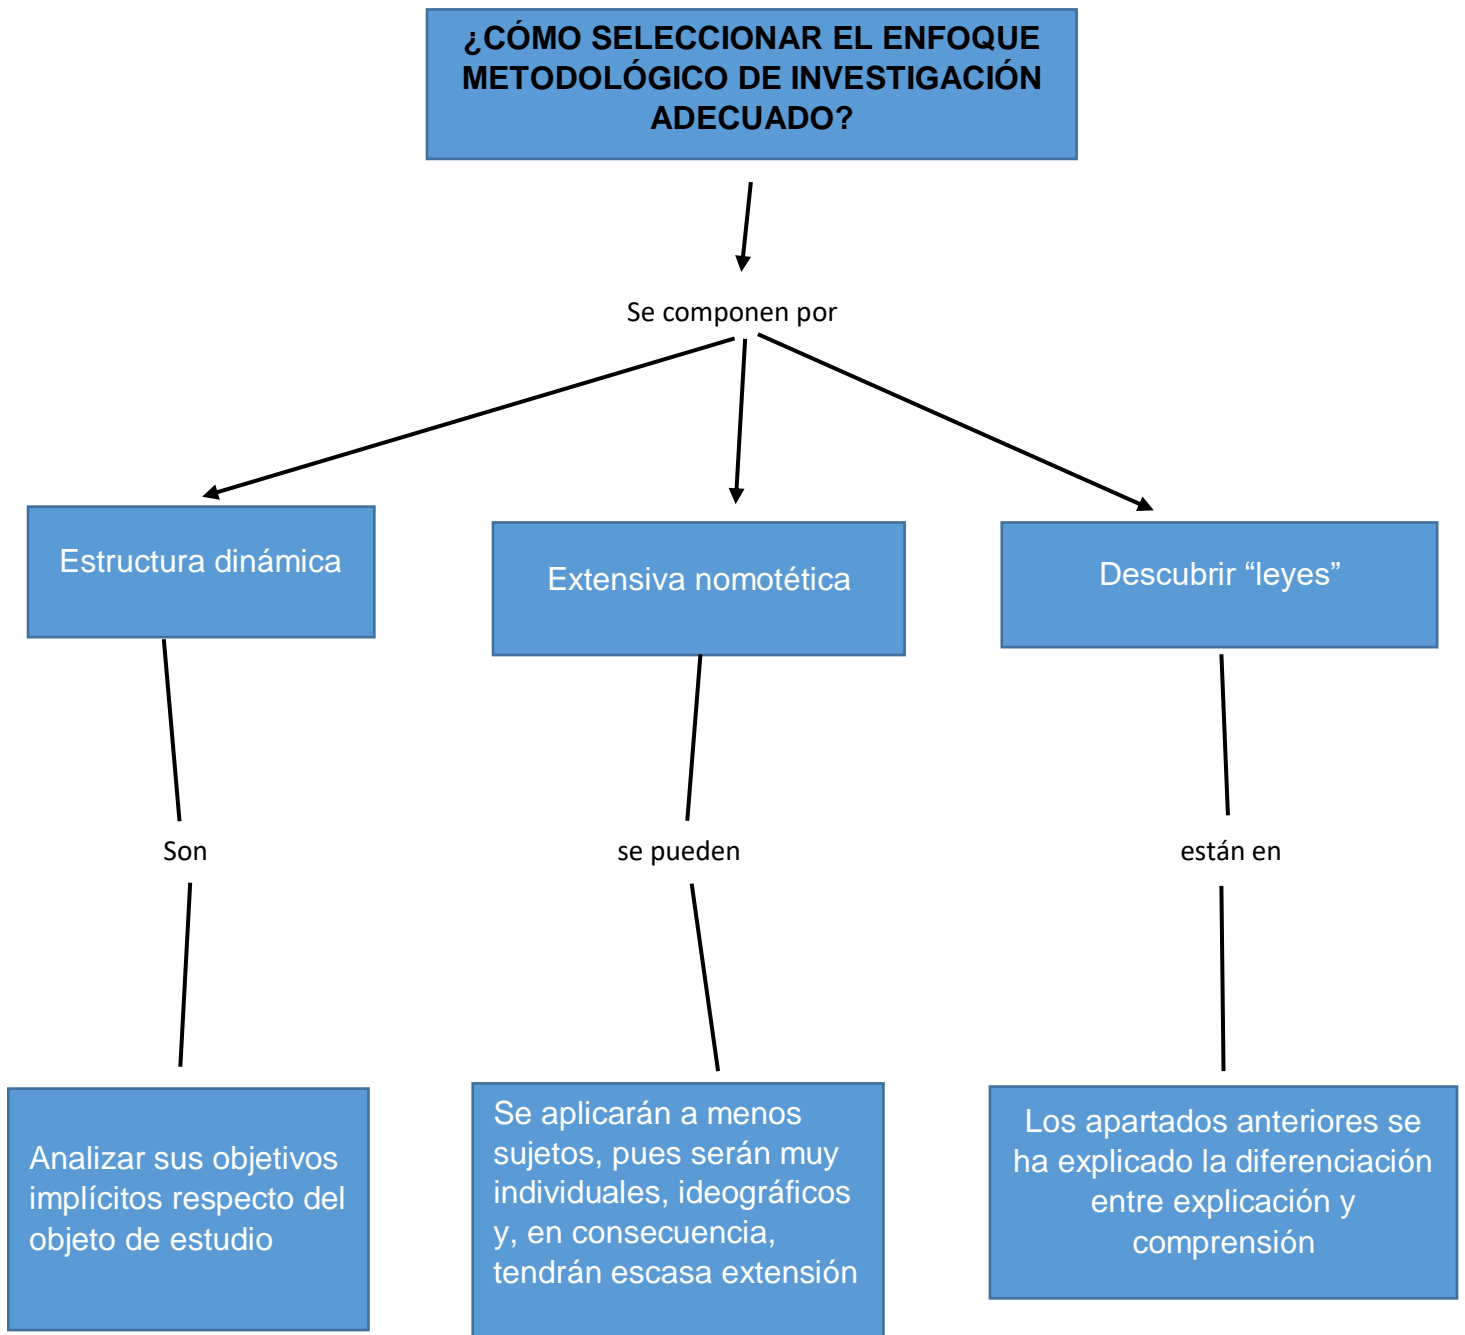 ¿CÓMO SELECCIONAR EL ENFOQUE
METODOLÓGICO DE INVESTIGACIÓN
ADECUADO?
Se componen por
Estructura dinámica
Extensiva nomotética
Descubrir “leyes”
Son
se pueden
están en
Analizar sus objetivos
implícitos respecto del
objeto de estudio
Se aplicarán a menos
sujetos, pues serán muy
individuales, ideográficos
y, en consecuencia,
tendrán escasa extensión
Los apartados anteriores se
ha explicado la diferenciación
entre explicación y
comprensión